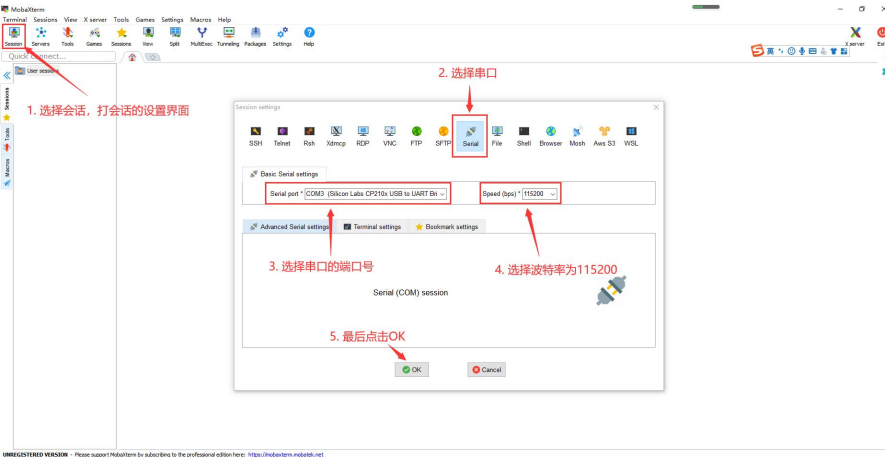 MobaXterm
Terminal Sessions View X server Tools Games Settings Macros Help
Session Servers Tools Games Sessions View Split MultiExec Tunneling Packages Settings Help
X server Exi
Quick connect...
英
User sessions
Sessions
Tools
Macros
1. 选择会话，打会话的设置界面
2. 选择串口
Session settings
SSH Telnet Rsh Xdmcp RDP VNC FTP SFTP Serial File Shell Browser Mosh Aws S3 WSL
Basic Serial settings
Serial port * COM3 (Silicon Labs CP210x USB to UART Bri
Speed (bps) * 115200
Advanced Serial settings Terminal settings Bookmark settings
3. 选择串口的端口号
4. 选择波特率为115200
Serial (COM) session
5. 最后点击OK
OK Cancel
UNREGISTERED VERSION - Please support MobaXterm by subscribing to the professional edition here: https://mobaxterm.mobatek.net